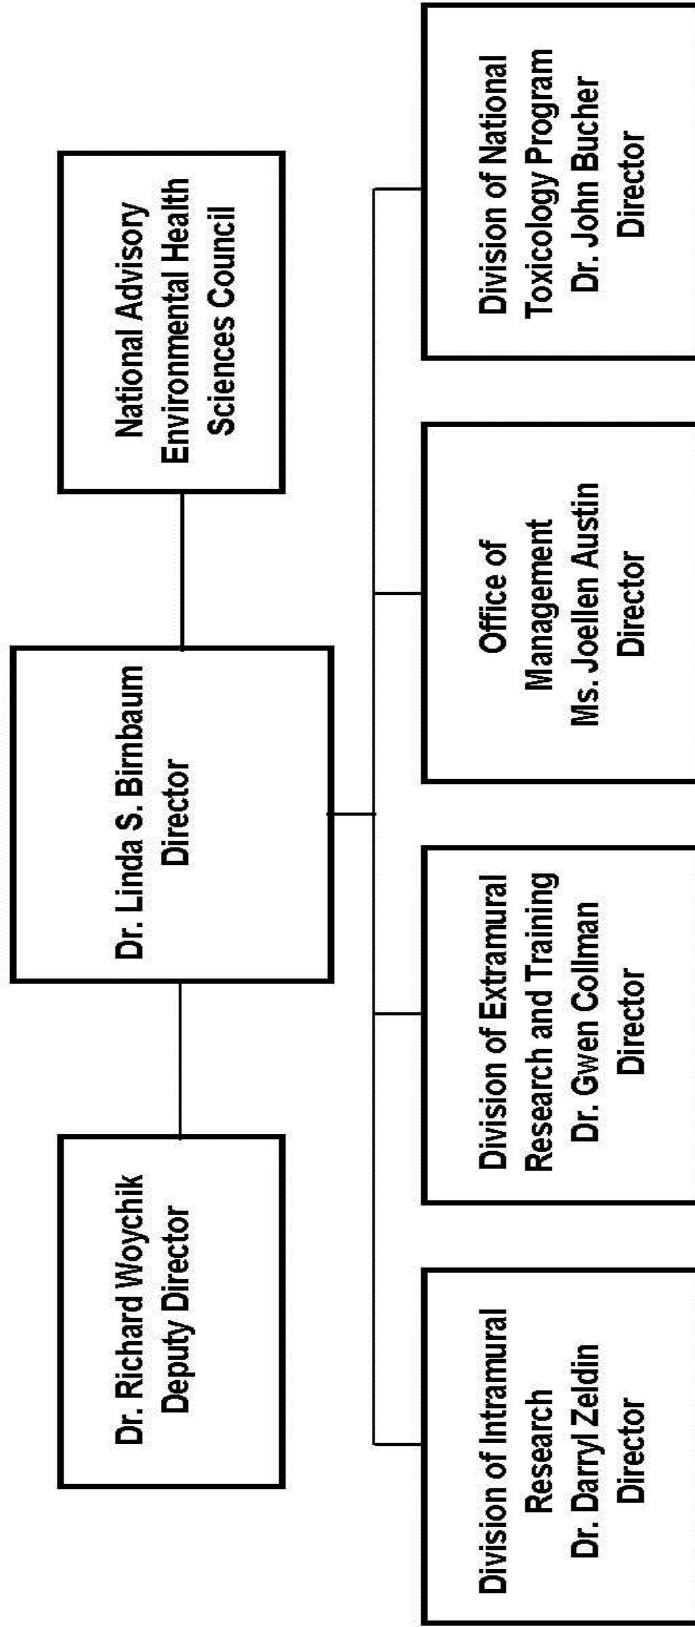 Dr. Linda S. Birnbaum
Director
Dr. Richard Woychik
Deputy Director
National Advisory
Environmental Health
Sciences Council
Division of Intramural
Research
Dr. Darryl Zeldin
Director
Division of Extramural
Research and Training
Dr. Gwen Collman
Director
Office of
Management
Ms. Joellen Austin
Director
Division of National
Toxicology Program
Dr. John Bucher
Director